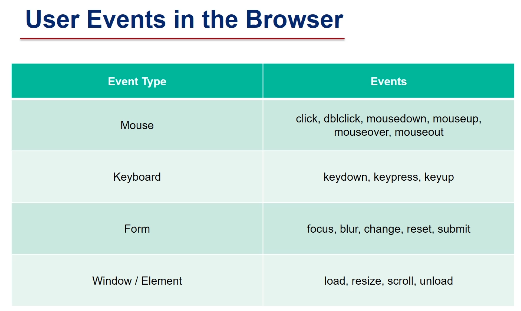 User Events in the Browser
Event Type
Events
Mouse
click, dblclick, mousedown, mouseup,
mouseover, mouseout
Keyboard
keydown, keypress, keyup
Form
focus, blur, change, reset, submit
Window / Element
load, resize, scroll, unload